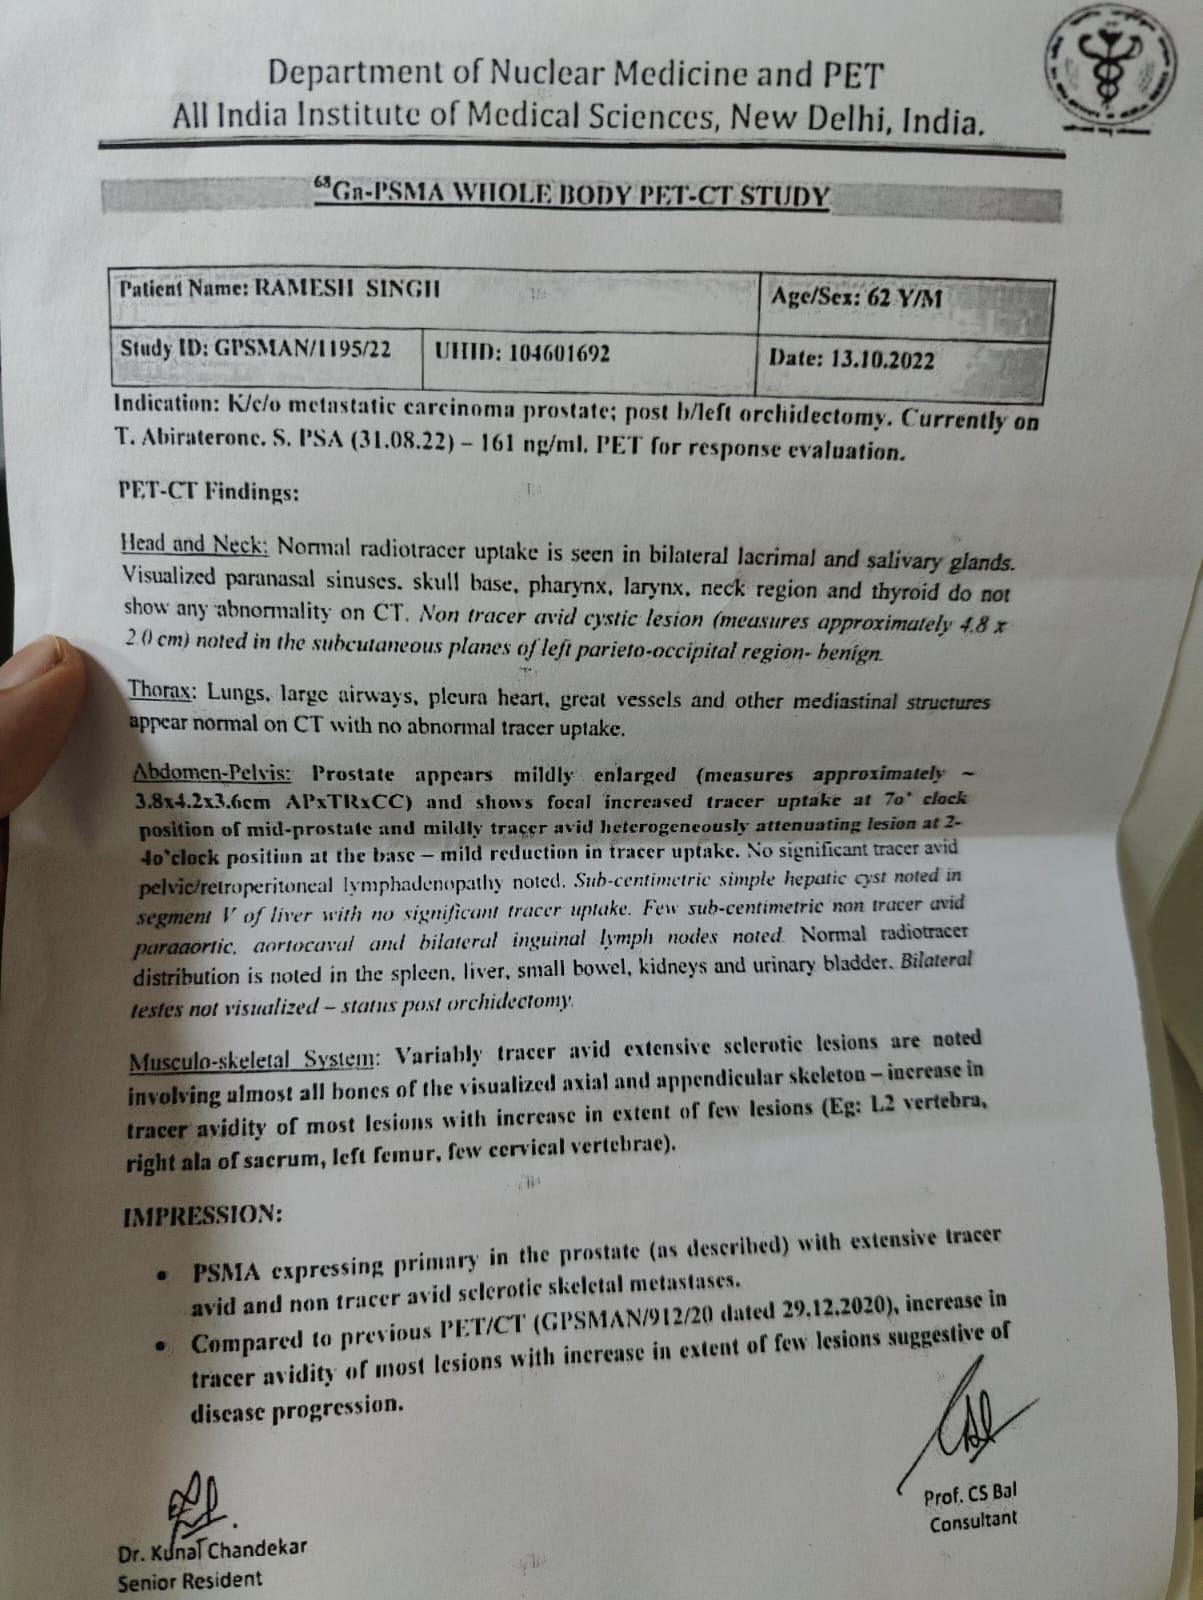 Department of Nuclear Medicine and PET
All India Institute of Medical Sciences, New Delhi, India.
68Ga-PSMA WHOLE BODY PET-CT STUDY
Patient Name: RAMESH SINGH
Age/Sex: 62 Y/M
Study ID: GPSMAN/1195/22
UHID: 104601692
Date: 13.10.2022
Indication: K/c/o metastatic carcinoma prostate; post b/left orchidectomy. Currently on
T. Abiraterone. S. PSA (31.08.22) – 161 ng/ml. PET for response evaluation.
PET-CT Findings:
Head and Neck: Normal radiotracer uptake is seen in bilateral lacrimal and salivary glands.
Visualized paranasal sinuses, skull base, pharynx, larynx, neck region and thyroid do not
show any abnormality on CT. Non tracer avid cystic lesion (measures approximately 4.8 x
2.0 cm) noted in the subcutaneous planes of left parieto-occipital region- benign.
Thorax: Lungs, large airways, pleura heart, great vessels and other mediastinal structures
appear normal on CT with no abnormal tracer uptake.
Abdomen-Pelvis: Prostate appears mildly enlarged (measures approximately ~
3.8x4.2x3.6cm APxTRxCC) and shows focal increased tracer uptake at 7o' clock
position of mid-prostate and mildly tracer avid heterogeneously attenuating lesion at 2-
4o'clock position at the base – mild reduction in tracer uptake. No significant tracer avid
pelvic/retroperitoneal lymphadenopathy noted. Sub-centimetric simple hepatic cyst noted in
segment V of liver with no significant tracer uptake. Few sub-centimetric non tracer avid
paraaortic, aortocaval and bilateral inguinal lymph nodes noted. Normal radiotracer
distribution is noted in the spleen, liver, small bowel, kidneys and urinary bladder. Bilateral
testes not visualized – status post orchidectomy.
Musculo-skeletal System: Variably tracer avid extensive sclerotic lesions are noted
involving almost all bones of the visualized axial and appendicular skeleton – increase in
tracer avidity of most lesions with increase in extent of few lesions (Eg: L2 vertebra,
right ala of sacrum, left femur, few cervical vertebrae).
IMPRESSION:
• PSMA expressing primary in the prostate (as described) with extensive tracer
avid and non tracer avid sclerotic skeletal metastases.
• Compared to previous PET/CT (GPSMAN/912/20 dated 29.12.2020), increase in
tracer avidity of most lesions with increase in extent of few lesions suggestive of
disease progression.
Dr. Kunal Chandekar
Senior Resident
Prof. CS Bal
Consultant